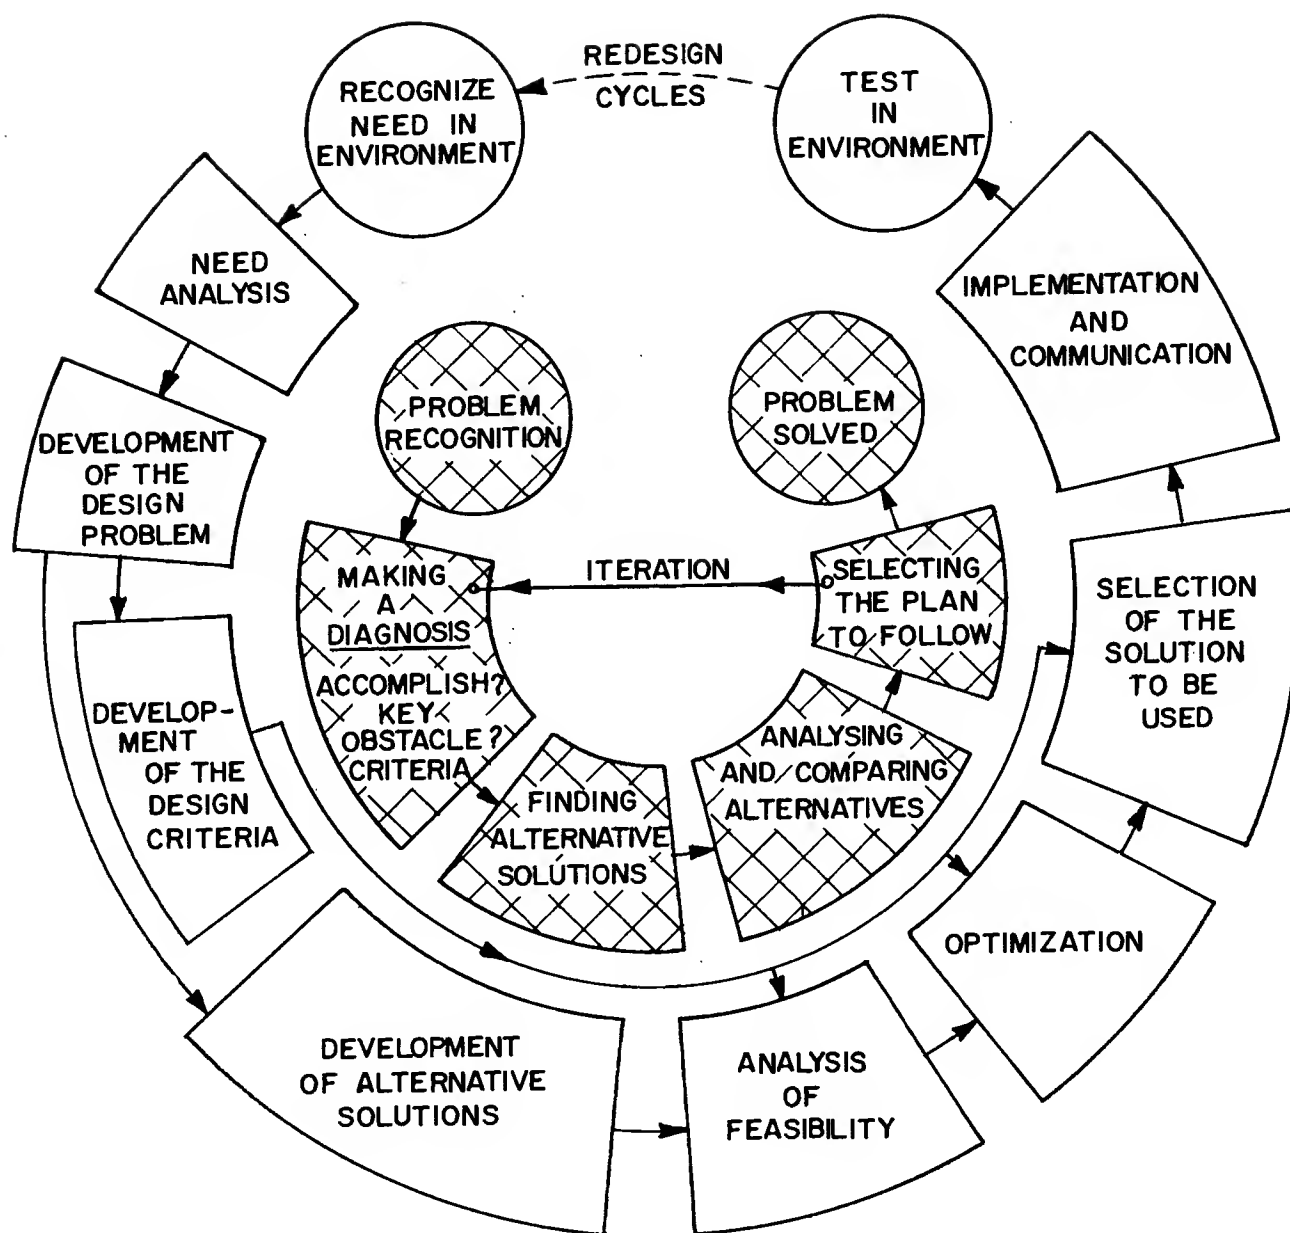 REDESIGN
CYCLES
RECOGNIZE
NEED IN
ENVIRONMENT
TEST
IN
ENVIRONMENT
NEED
ANALYSIS
IMPLEMENTATION
AND
COMMUNICATION
PROBLEM
RECOGNITION
PROBLEM
SOLVED
DEVELOPMENT
OF THE
DESIGN
PROBLEM
MAKING
A
DIAGNOSIS
ACCOMPLISH?
KEY
OBSTACLE?
CRITERIA
ITERATION
SELECTING
THE PLAN
TO FOLLOW
SELECTION
OF THE
SOLUTION
TO BE
USED
DEVELOP-
MENT
OF THE
DESIGN
CRITERIA
FINDING
ALTERNATIVE
SOLUTIONS
ANALYSING
AND COMPARING
ALTERNATIVES
OPTIMIZATION
DEVELOPMENT
OF ALTERNATIVE
SOLUTIONS
ANALYSIS
OF
FEASIBILITY